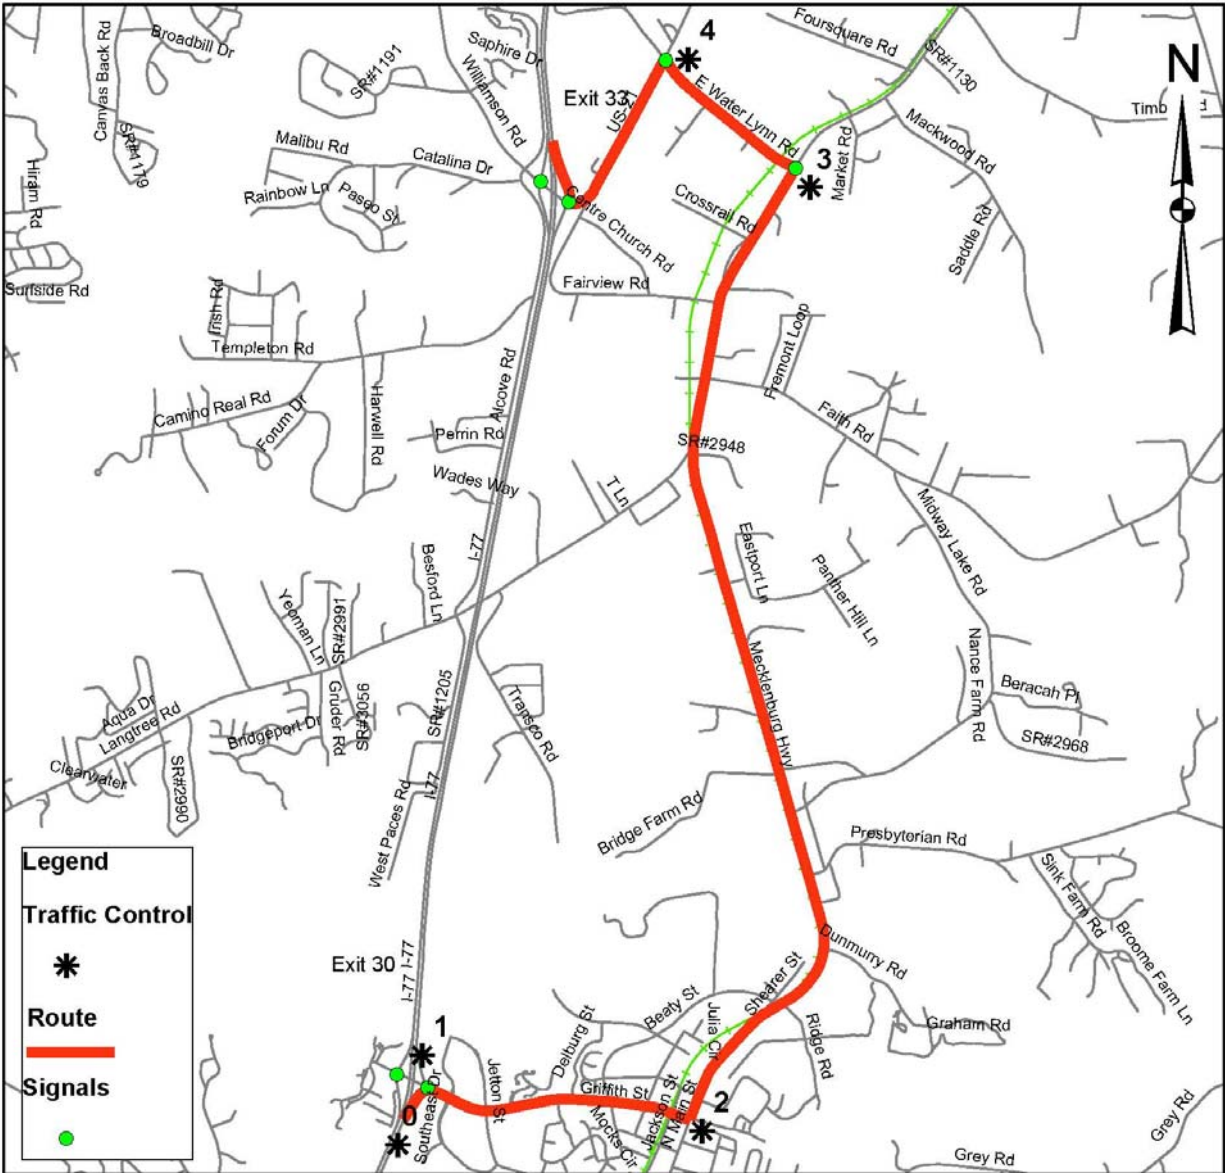 4
Foursquare Rd
Canvas Back Rd
Broadbill Dr
Saphire Dr
SR#1130
N
SR#1191
Williamson Rd
Exit 33
US-21
E Water Lynn Rd
Timb
Rd
SR#1179
Malibu Rd
Catalina Dr
3
Market Rd
Mackwood Rd
Hiram Rd
Rainbow Ln
Paseo St
Centre Church Rd
Crossrail Rd
Saddle Rd
Surfside Rd
Irish Rd
Fairview Rd
Templeton Rd
Alcove Rd
Fremont Loop
Camino Real Rd
Forum Dr
Harwell Rd
Perrin Rd
Faith Rd
SR#2948
Wades Way
T Ln
Midway Lake Rd
I-77
Besford Ln
Eastport Ln
Panther Hill Ln
Yeoman Ln
SR#2991
Mecklenburg Hwy
Nance Farm Rd
Aqua Dr
Langtree Rd
Gruder Rd
SR#3056
SR#1205
Transco Rd
Beracah Pl
Bridgeport Dr
SR#2968
Clearwater
SR#2990
West Paces Rd
I-77
Bridge Farm Rd
Presbyterian Rd
Sink Farm Rd
Broome Farm Ln
Legend
Traffic Control
Route
Signals
Exit 30
I-77 I-77
Dunmurry Rd
Shearer St
Beaty St
Julia Cir
Ridge Rd
Graham Rd
1
Delburg St
Jetton St
Griffith St
0
Southeast Dr
Mocks Cir
Jackson St
N Main St
2
Grey Rd
Grey Rd